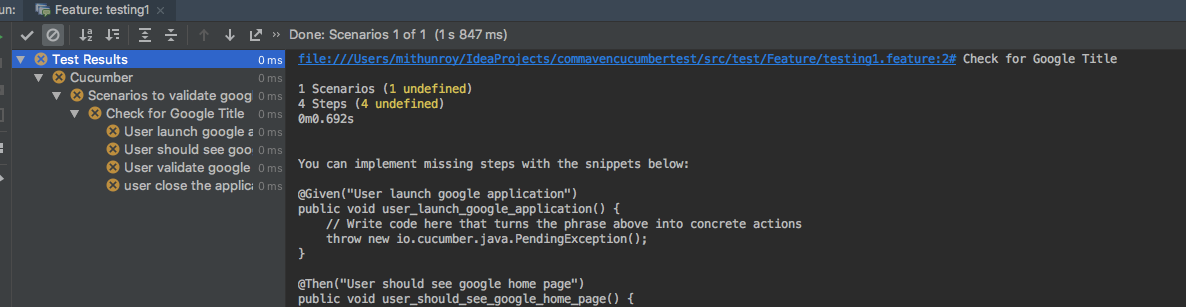 un:
Feature: testing1
Done: Scenarios 1 of 1 (1 s 847 ms)
Test Results 0 ms
Cucumber 0 ms
Scenarios to validate goog 0 ms
Check for Google Title 0 ms
User launch google a 0 ms
User should see goo 0 ms
User validate google 0 ms
user close the applica 0 ms
file:///Users/mithunroy/IdeaProjects/commavencucumbertest/src/test/Feature/testing1.feature:2# Check for Google Title
1 Scenarios (1 undefined)
4 Steps (4 undefined)
0m0.692s
You can implement missing steps with the snippets below:
@Given("User launch google application")
public void user_launch_google_application() {
// Write code here that turns the phrase above into concrete actions
throw new io.cucumber.java.PendingException();
}
@Then("User should see google home page")
public void user_should_see_google_home_page() {